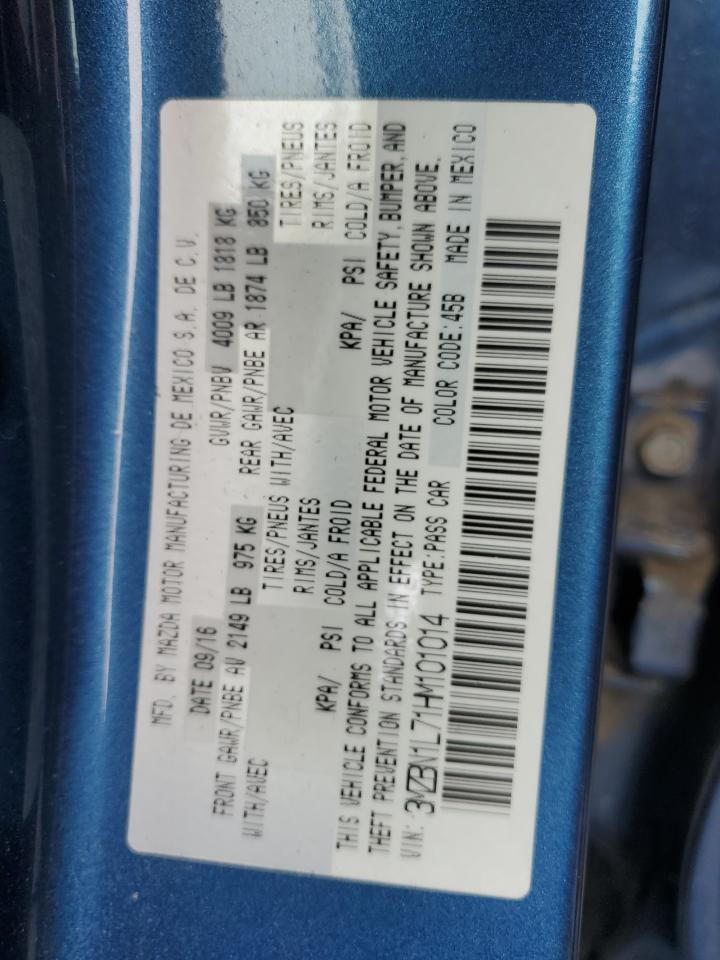 MFD. BY MAZDA MOTOR MANUFACTURING DE MEXICO S.A. DE C.V.
DATE 09/16 GVWR/PNBV 4009 LB 1818 KG
FRONT GAWR/PNBE AV 2149 LB 975 KG REAR GAWR/PNBE AR 1874 LB 850 KG
WITH/AVEC TIRES/PNEUS WITH/AVEC TIRES/PNEUS
RIMS/JANTES RIMS/JANTES
KPA/ PSI COLD/A FROID KPA/ PSI COLD/A FROID
THIS VEHICLE CONFORMS TO ALL APPLICABLE FEDERAL MOTOR VEHICLE SAFETY, BUMPER, AND
THEFT PREVENTION STANDARDS IN EFFECT ON THE DATE OF MANUFACTURE SHOWN ABOVE.
VIN: 3MZBN1L71HM101014 TYPE:PASS CAR COLOR CODE:45B MADE IN MEXICO